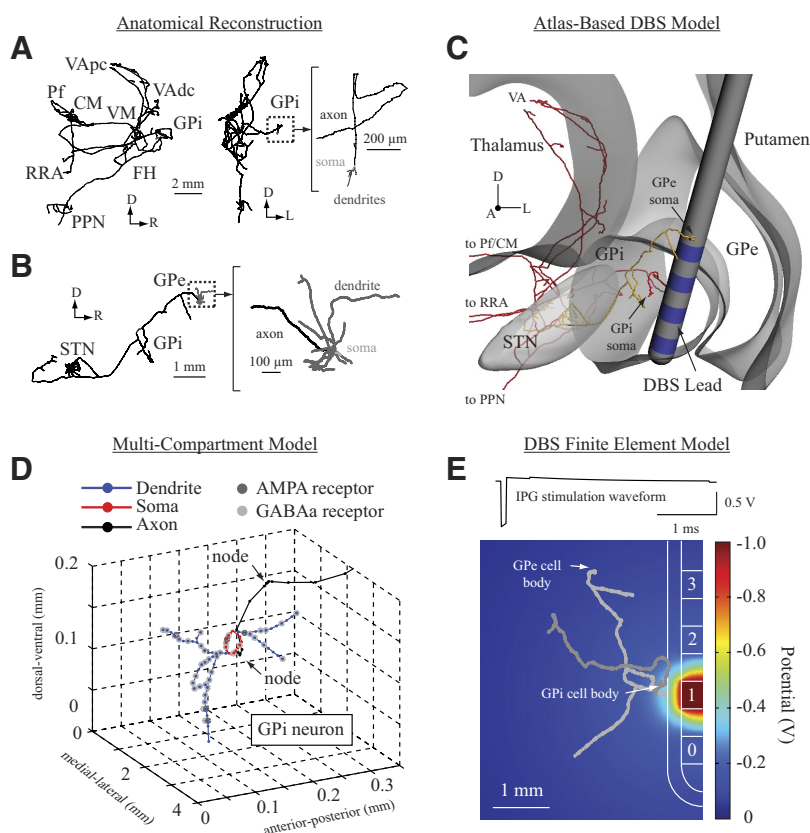 Anatomical Reconstruction
Atlas-Based DBS Model
A
VApc
Pf
CM
VAdc
VM
GPi
RRA
FH
2 mm
PPN
D
R
GPi
D
L
axon
200 µm
soma
dendrites
B
D
R
GPe
STN
GPi
1 mm
dendrite
axon
soma
100 µm
C
VA
Thalamus
Putamen
D
A
L
GPe
soma
GPe
to Pf/CM
GPi
to RRA
GPi
soma
STN
DBS Lead
to PPN
Multi-Compartment Model
DBS Finite Element Model
D
Dendrite
Soma
Axon
AMPA receptor
GABAa receptor
0.2
0.1
0
dorsal-ventral (mm)
node
node
GPi neuron
0
2
4
medial-lateral (mm)
0
0.1
0.2
0.3
anterior-posterior (mm)
E
IPG stimulation waveform
0.5 V
1 ms
GPe cell
body
GPi cell body
3
2
1
0
1 mm
-1.0
-0.8
-0.6
-0.4
-0.2
0
Potential (V)